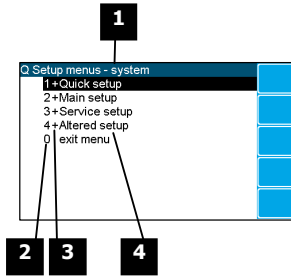 1
Q Setup menus - system
1+Quick setup
2+Main setup
3+Service setup
4+Altered setup
0 exit menu
2 3 4